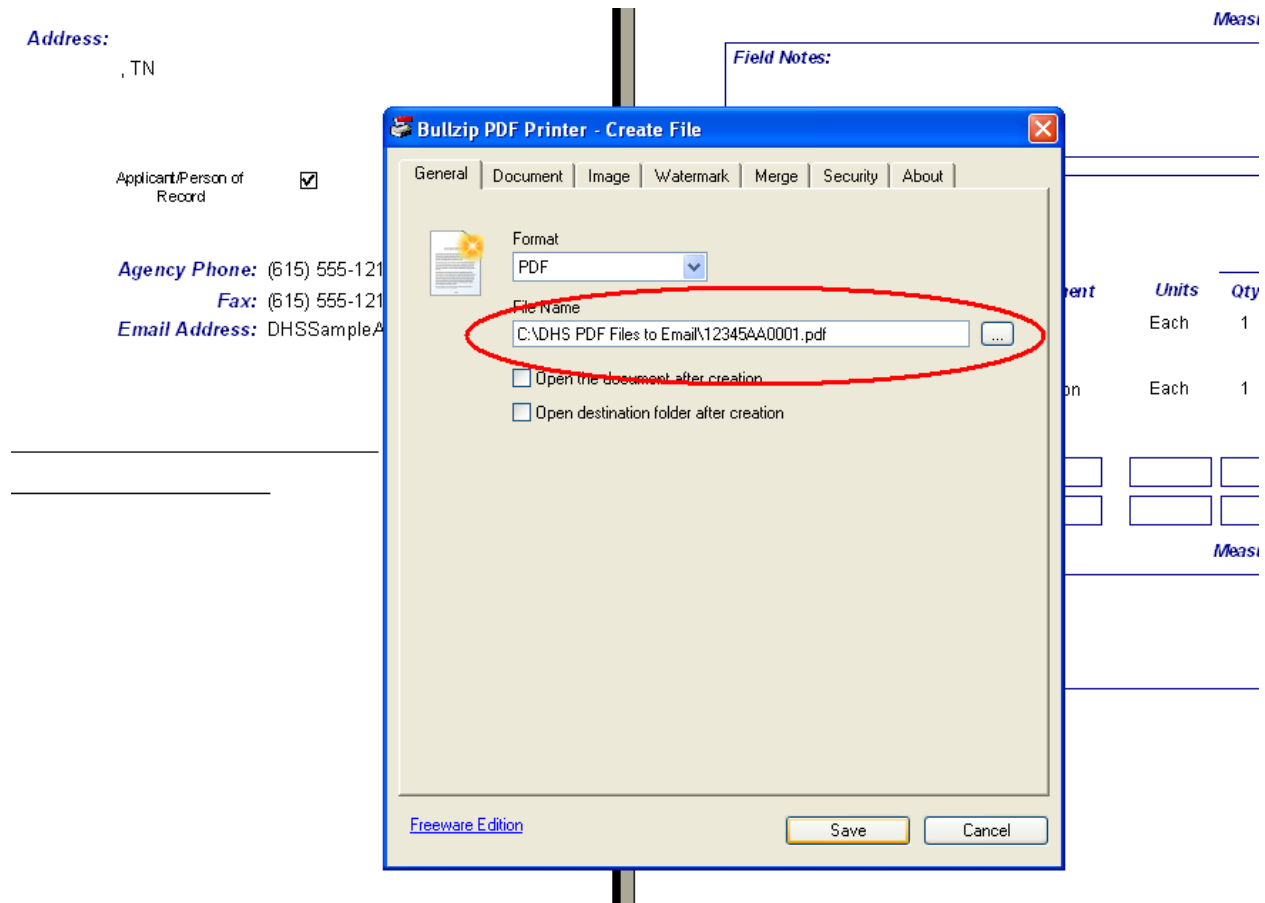 Measu
Address:
, TN
Field Notes:
Bullzip PDF Printer - Create File
General Document Image Watermark Merge Security About
Applicant/Person of
Record
Format
PDF
Agency Phone: (615) 555-121
Fax: (615) 555-121
Email Address: DHSSampleA
File Name
C:\DHS PDF Files to Email\12345AA0001.pdf
...
Open the document after creation
Open destination folder after creation
ment Units Qty
Each 1
on Each 1
Measu
Freeware Edition
Save Cancel